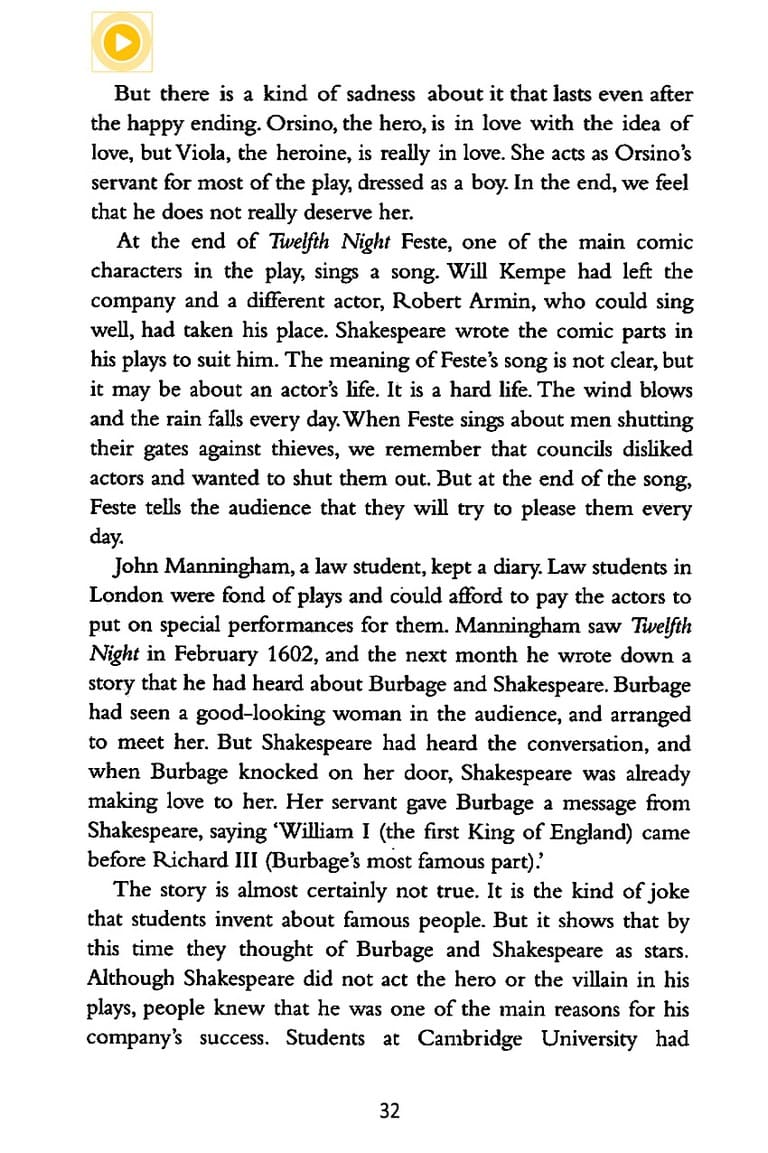 But there is a kind of sadness about it that lasts even after
the happy ending. Orsino, the hero, is in love with the idea of
love, but Viola, the heroine, is really in love. She acts as Orsino's
servant for most of the play, dressed as a boy. In the end, we feel
that he does not really deserve her.
At the end of Twelfth Night Feste, one of the main comic
characters in the play, sings a song. Will Kempe had left the
company and a different actor, Robert Armin, who could sing
well, had taken his place. Shakespeare wrote the comic parts in
his plays to suit him. The meaning of Feste's song is not clear, but
it may be about an actor's life. It is a hard life. The wind blows
and the rain falls every day. When Feste sings about men shutting
their gates against thieves, we remember that councils disliked
actors and wanted to shut them out. But at the end of the song,
Feste tells the audience that they will try to please them every
day.
John Manningham, a law student, kept a diary. Law students in
London were fond of plays and could afford to pay the actors to
put on special performances for them. Manningham saw Twelfth
Night in February 1602, and the next month he wrote down a
story that he had heard about Burbage and Shakespeare. Burbage
had seen a good-looking woman in the audience, and arranged
to meet her. But Shakespeare had heard the conversation, and
when Burbage knocked on her door, Shakespeare was already
making love to her. Her servant gave Burbage a message from
Shakespeare, saying 'William I (the first King of England) came
before Richard III (Burbage's most famous part).'
The story is almost certainly not true. It is the kind of joke
that students invent about famous people. But it shows that by
this time they thought of Burbage and Shakespeare as stars.
Although Shakespeare did not act the hero or the villain in his
plays, people knew that he was one of the main reasons for his
company's success. Students at Cambridge University had
32